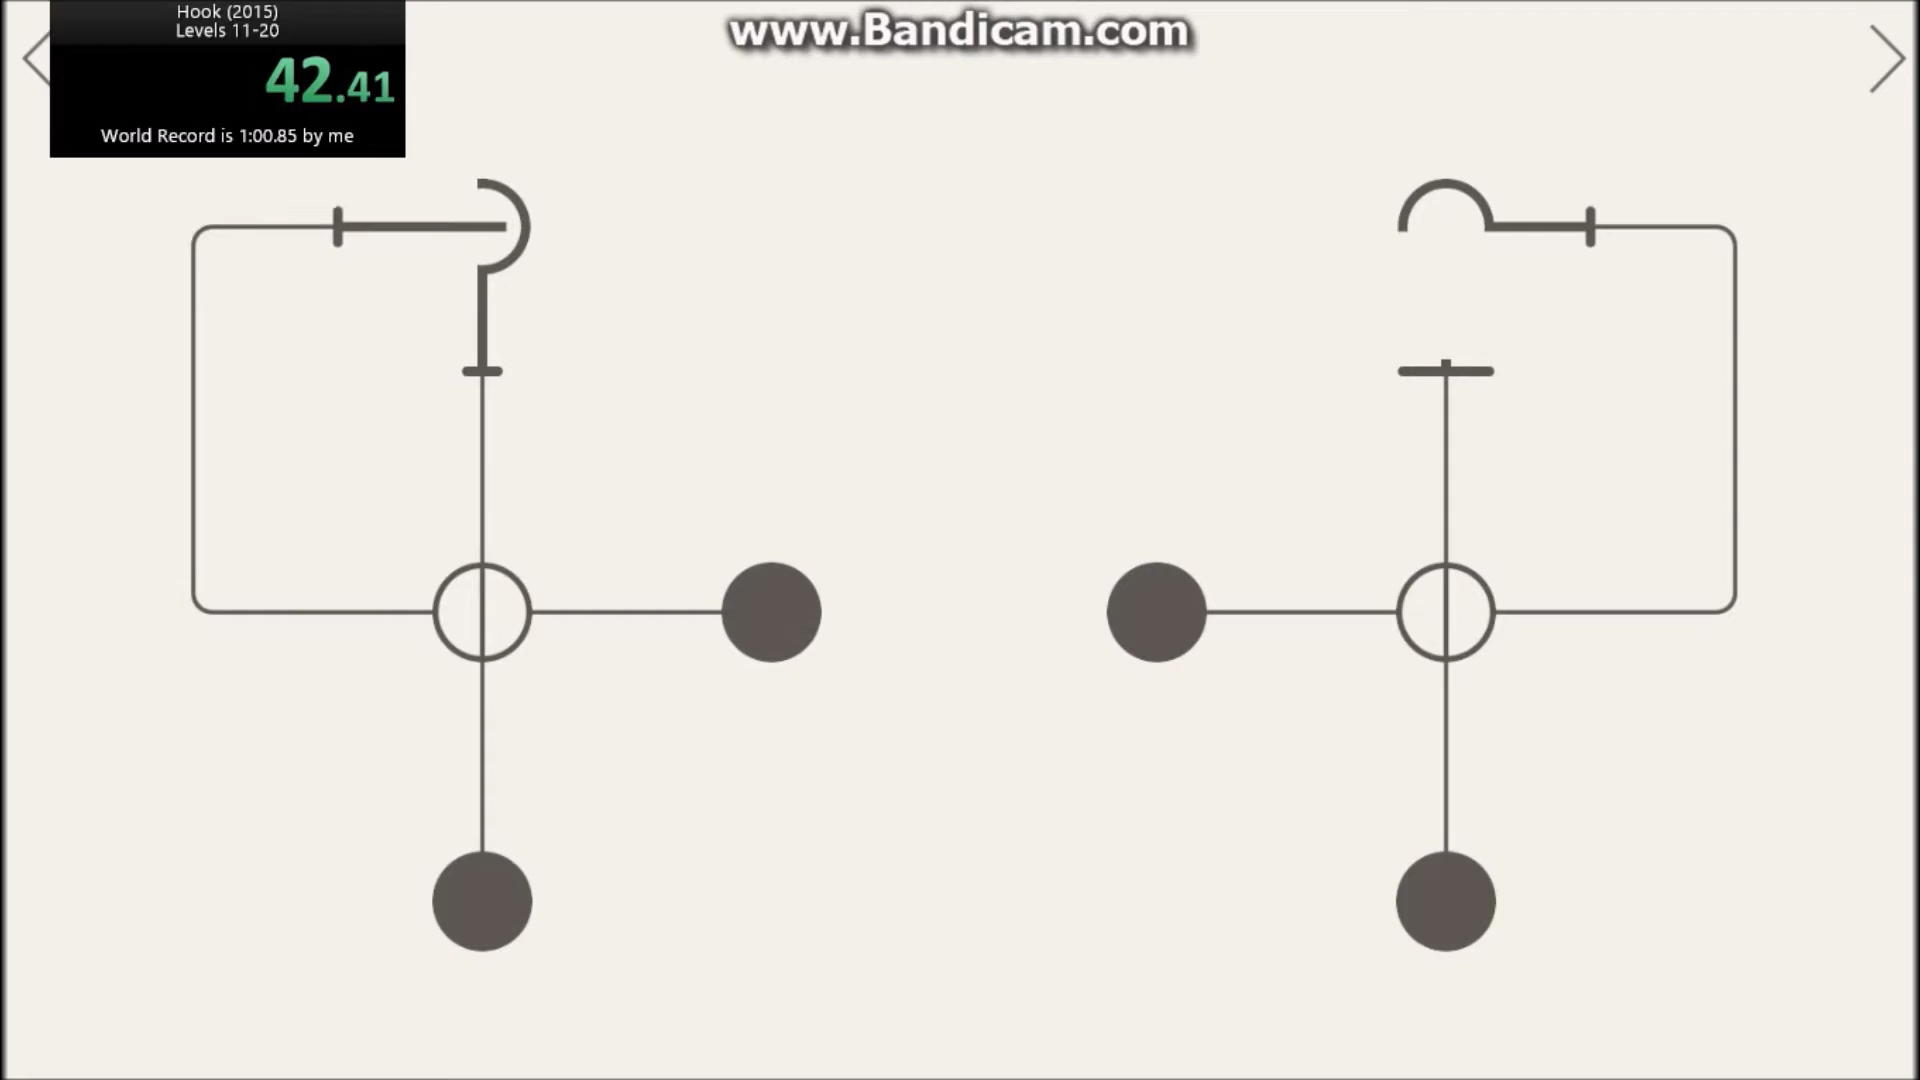 Hook (2015)
Levels 11-20
42.41
World Record is 1:00.85 by me
www.Bandicam.com